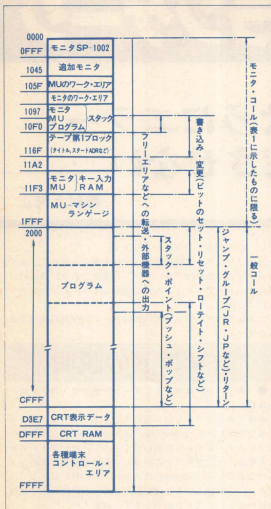 0000
モニタSP-1002
0FFF
追加モニタ
1045
MUのワーク・エリア
105F
モニタのワーク・エリア
1097
モニタ
MU
プログラム
スタック
10F0
テープ第1ブロック
(タイトル,スタートADRなど)
116F
11A2
モニタ
MU
キー入力
RAM
11F3
MU-マシン
ランゲージ
1FFF
2000
プログラム
CFFF
CRT表示データ
D3E7
CRT RAM
DFFF
各種端末
コントロール・
エリア
FFFF
フリーエリアなどへの転送・外部機器への出力
スタック・ポイント(プッシュ・ポップなど)
書き込み・変更(ビットのセット・リセット・ローテイト・シフトなど)
ジャンプ・グループ(JR・JPなど)・リターン
モニタ・コール(表1に示したものに限る)
一般コール